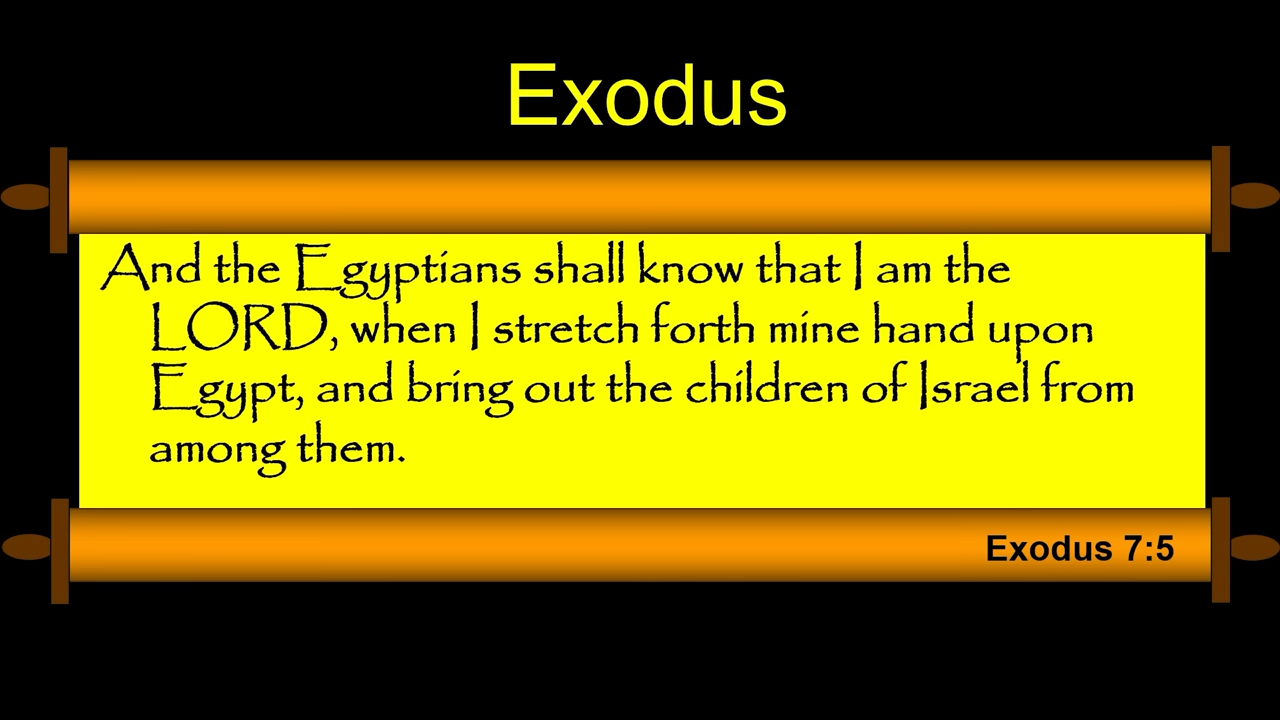 Exodus
And the Egyptians shall know that I am the
LORD, when I stretch forth mine hand upon
Egypt, and bring out the children of Israel from
among them.
Exodus 7:5